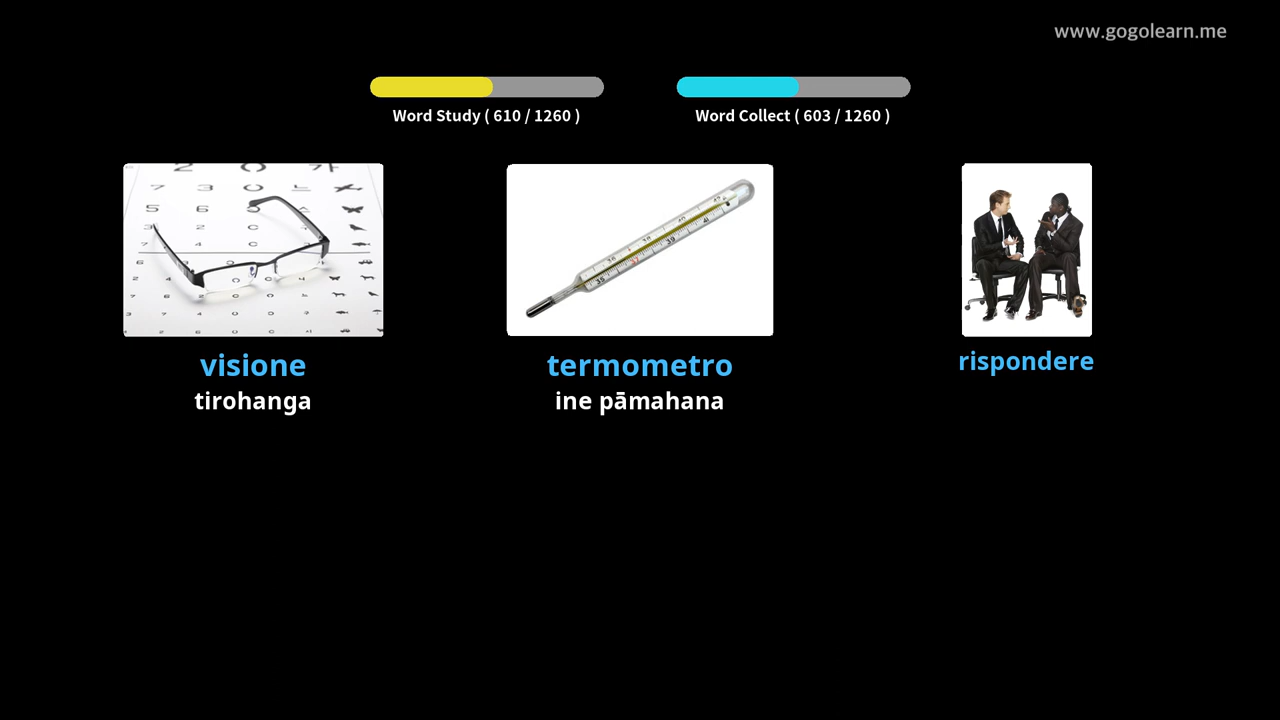 www.gogolearn.me
Word Study ( 610 / 1260 )
Word Collect ( 603 / 1260 )
visione
tirohanga
termometro
ine pāmahana
rispondere